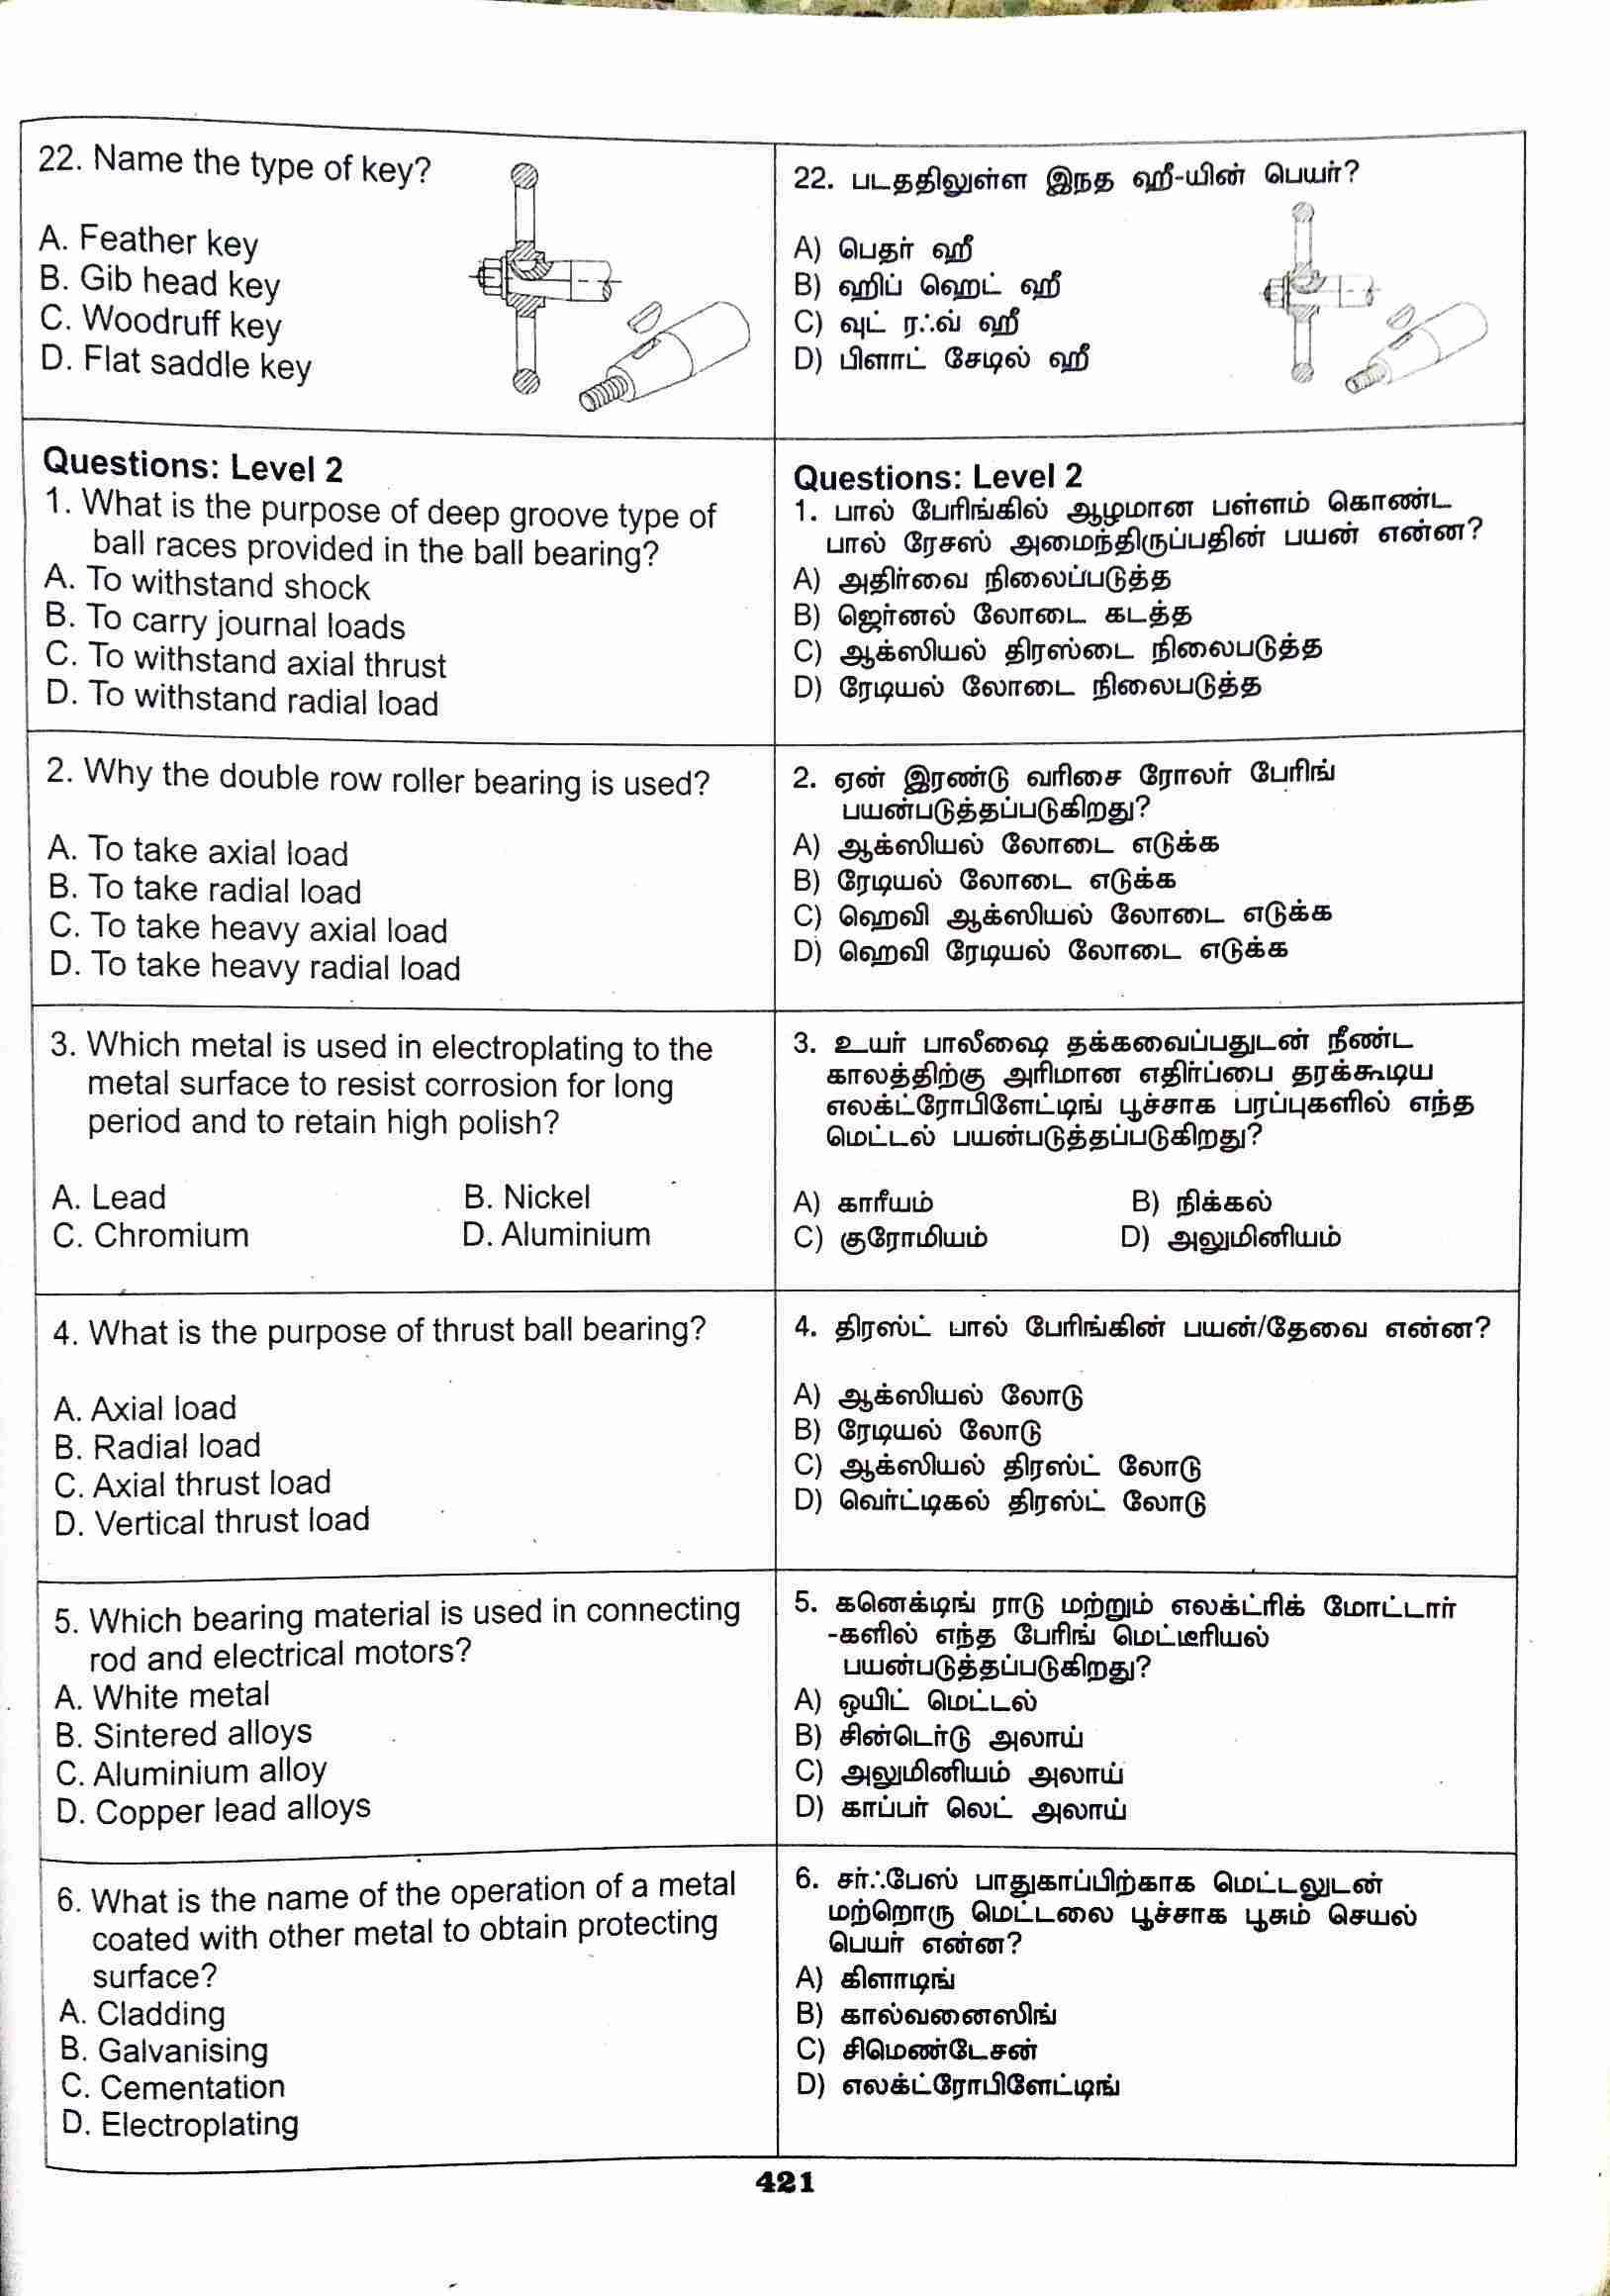 22. Name the type of key?
A. Feather key
B. Gib head key
C. Woodruff key
D. Flat saddle key
22. படததிலுள்ள இநத ஹீ-யின் பெயர்?
A) பெதர் ஹீ
B) ஹிப் ஹெட் ஹீ
C) வுட் ரஃவ் ஹீ
D) பிளாட் சேடில் ஹீ
Questions: Level 2
1. What is the purpose of deep groove type of
ball races provided in the ball bearing?
A. To withstand shock
B. To carry journal loads
C. To withstand axial thrust
D. To withstand radial load
Questions: Level 2
1. பால் பேரிங்கில் ஆழமான பள்ளம் கொண்ட
பால் ரேசஸ் அமைந்திருப்பதின் பயன் என்ன?
A) அதிர்வை நிலைப்படுத்த
B) ஜெர்னல் லோடை கடத்த
C) ஆக்ஸியல் திரஸ்டை நிலைபடுத்த
D) ரேடியல் லோடை நிலைபடுத்த
2. Why the double row roller bearing is used?
A. To take axial load
B. To take radial load
C. To take heavy axial load
D. To take heavy radial load
2. ஏன் இரண்டு வரிசை ரோலர் பேரிங்
பயன்படுத்தப்படுகிறது?
A) ஆக்ஸியல் லோடை எடுக்க
B) ரேடியல் லோடை எடுக்க
C) ஹெவி ஆக்ஸியல் லோடை எடுக்க
D) ஹெவி ரேடியல் லோடை எடுக்க
3. Which metal is used in electroplating to the
metal surface to resist corrosion for long
period and to retain high polish?
A. Lead B. Nickel
C. Chromium D. Aluminium
3. உயர் பாலீஷை தக்கவைப்பதுடன் நீண்ட
காலத்திற்கு அரிமான எதிர்ப்பை தரக்கூடிய
எலக்ட்ரோபிளேட்டிங் பூச்சாக பரப்புகளில் எந்த
மெட்டல் பயன்படுத்தப்படுகிறது?
A) காரீயம் B) நிக்கல்
C) குரோமியம் D) அலுமினியம்
4. What is the purpose of thrust ball bearing?
A. Axial load
B. Radial load
C. Axial thrust load
D. Vertical thrust load
4. திரஸ்ட் பால் பேரிங்கின் பயன்/தேவை என்ன?
A) ஆக்ஸியல் லோடு
B) ரேடியல் லோடு
C) ஆக்ஸியல் திரஸ்ட் லோடு
D) வெர்ட்டிகல் திரஸ்ட் லோடு
5. Which bearing material is used in connecting
rod and electrical motors?
A. White metal
B. Sintered alloys
C. Aluminium alloy
D. Copper lead alloys
5. கனெக்டிங் ராடு மற்றும் எலக்ட்ரிக் மோட்டார்
-களில் எந்த பேரிங் மெட்டீரியல்
பயன்படுத்தப்படுகிறது?
A) ஒயிட் மெட்டல்
B) சின்டெர்டு அலாய்
C) அலுமினியம் அலாய்
D) காப்பர் லெட் அலாய்
6. What is the name of the operation of a metal
coated with other metal to obtain protecting
surface?
A. Cladding
B. Galvanising
C. Cementation
D. Electroplating
6. சர்ஃபேஸ் பாதுகாப்பிற்காக மெட்டலுடன்
மற்றொரு மெட்டலை பூச்சாக பூசும் செயல்
பெயர் என்ன?
A) கிளாடிங்
B) கால்வனைஸிங்
C) சிமெண்டேசன்
D) எலக்ட்ரோபிளேட்டிங்
421